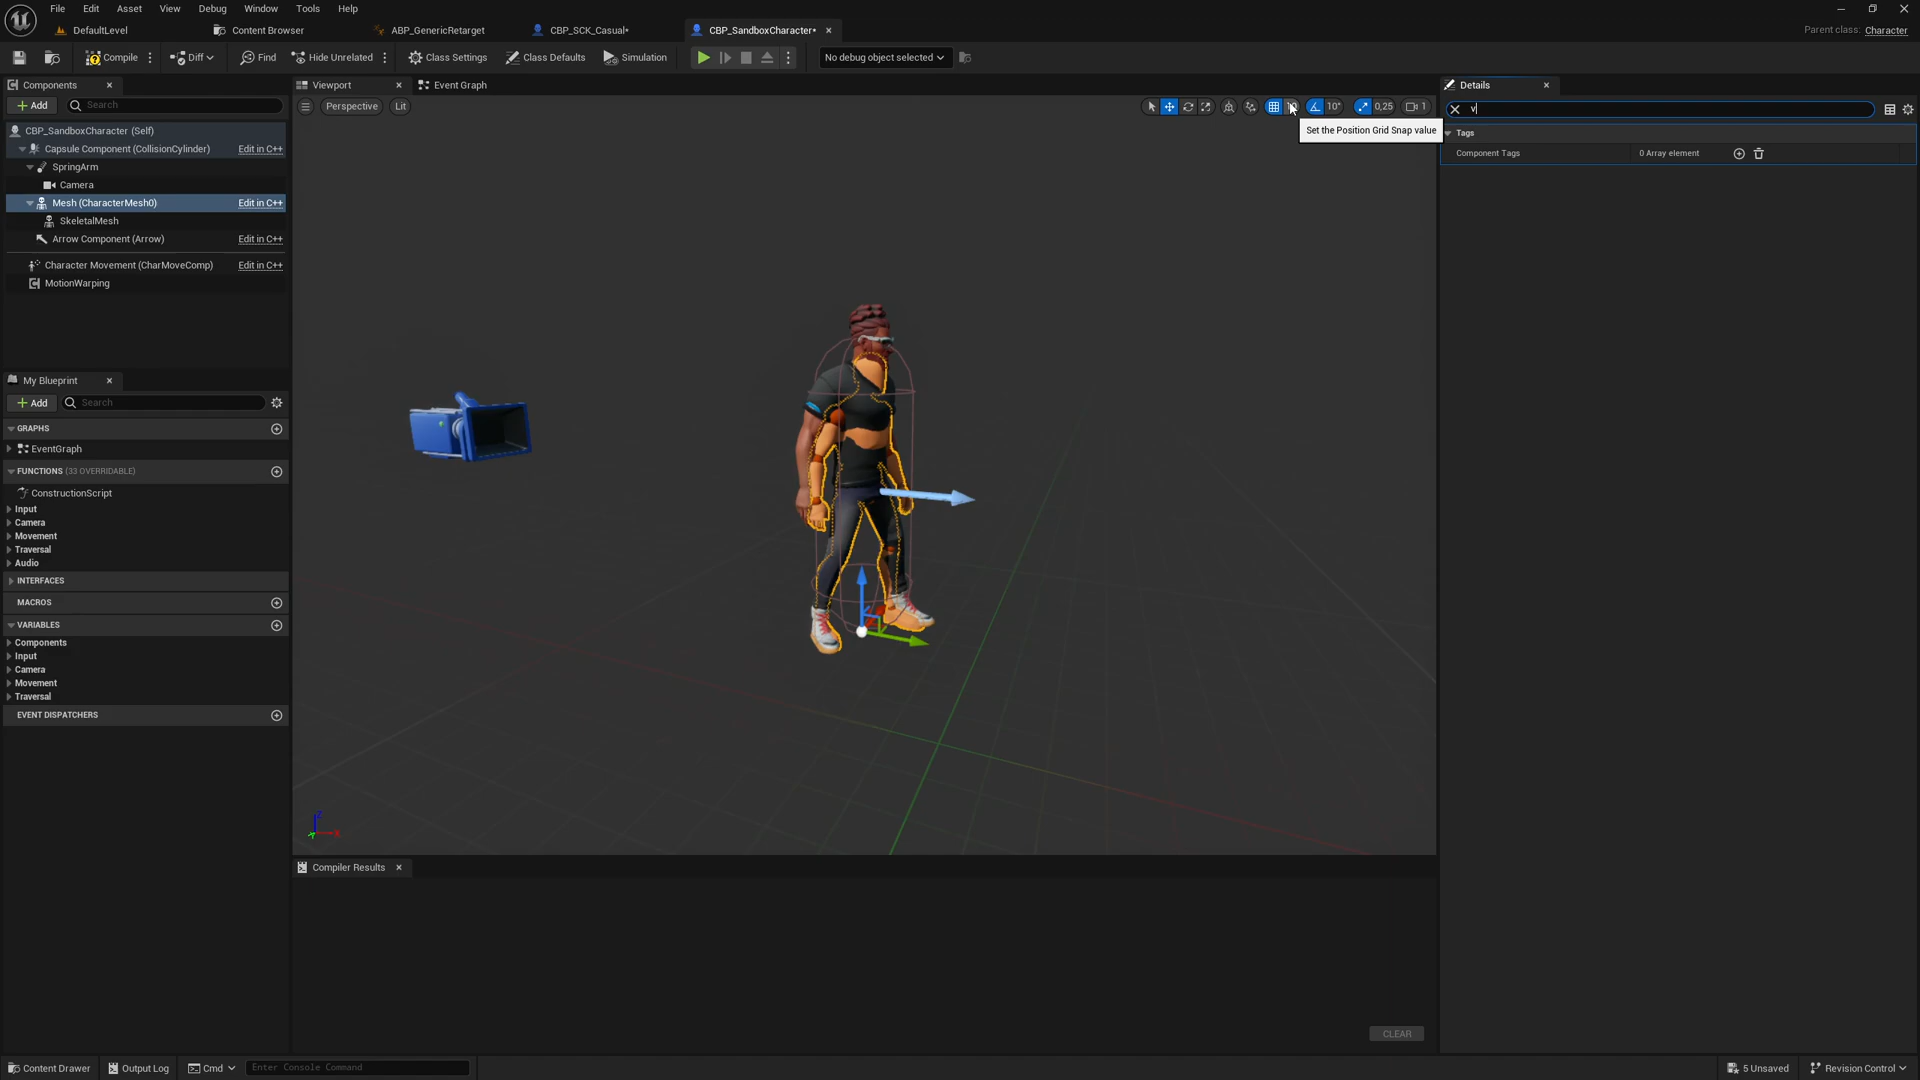 File Edit Asset View Debug Window Tools Help
DefaultLevel Content Browser ABP_GenericRetarget CBP_SCK_Casual* CBP_SandboxCharacter*
Parent class: Character
Compile Diff Find Hide Unrelated Class Settings Class Defaults Simulation No debug object selected
Components
Add Search
CBP_SandboxCharacter (Self)
Capsule Component (CollisionCylinder) Edit in C++
SpringArm
Camera
Mesh (CharacterMesh0) Edit in C++
SkeletalMesh
Arrow Component (Arrow) Edit in C++
Character Movement (CharMoveComp) Edit in C++
MotionWarping
My Blueprint
Add Search
GRAPHS
EventGraph
FUNCTIONS (33 OVERRIDABLE)
ConstructionScript
Input
Camera
Movement
Traversal
Audio
INTERFACES
MACROS
VARIABLES
Components
Input
Camera
Movement
Traversal
EVENT DISPATCHERS
Viewport Event Graph
Perspective Lit
10° 0,25 1
Set the Position Grid Snap value
Z
X
Compiler Results
CLEAR
Details
v
Tags
Component Tags 0 Array element
Content Drawer Output Log Cmd Enter Console Command
5 Unsaved Revision Control